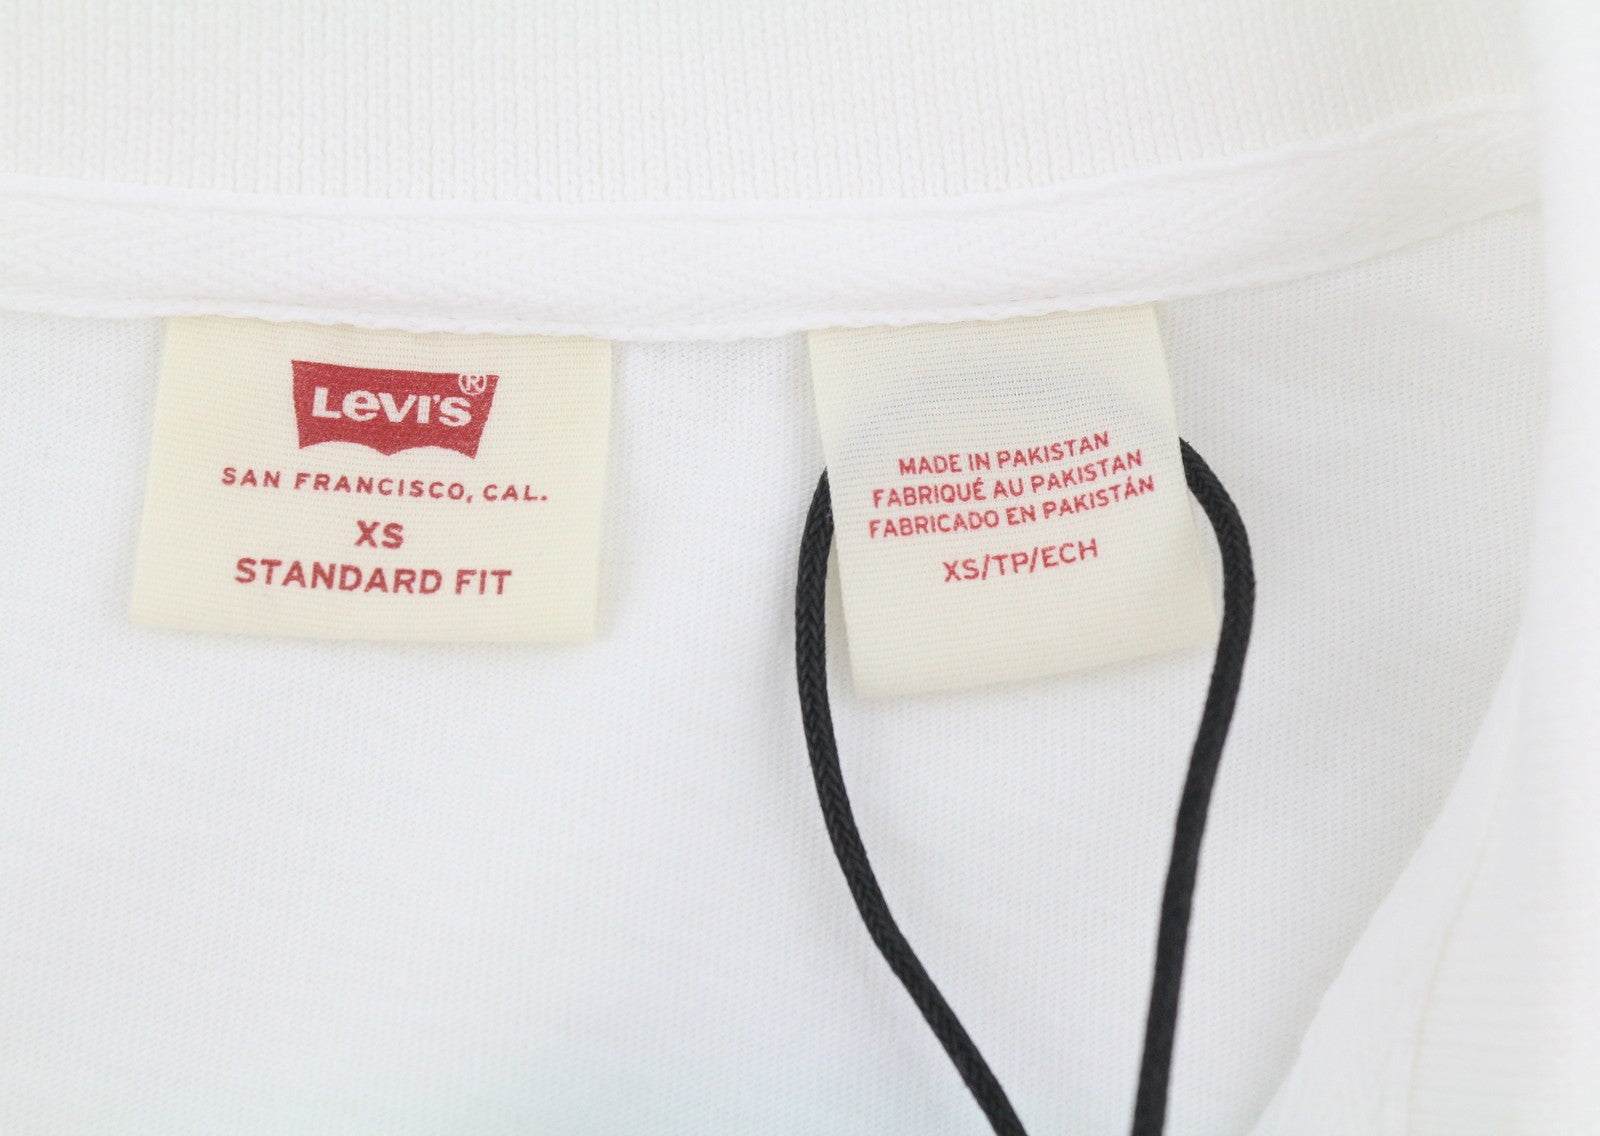 Levi's®
SAN FRANCISCO, CAL.
XS
STANDARD FIT
MADE IN PAKISTAN
FABRIQUÉ AU PAKISTAN
FABRICADO EN PAKISTÁN
XS/TP/ECH